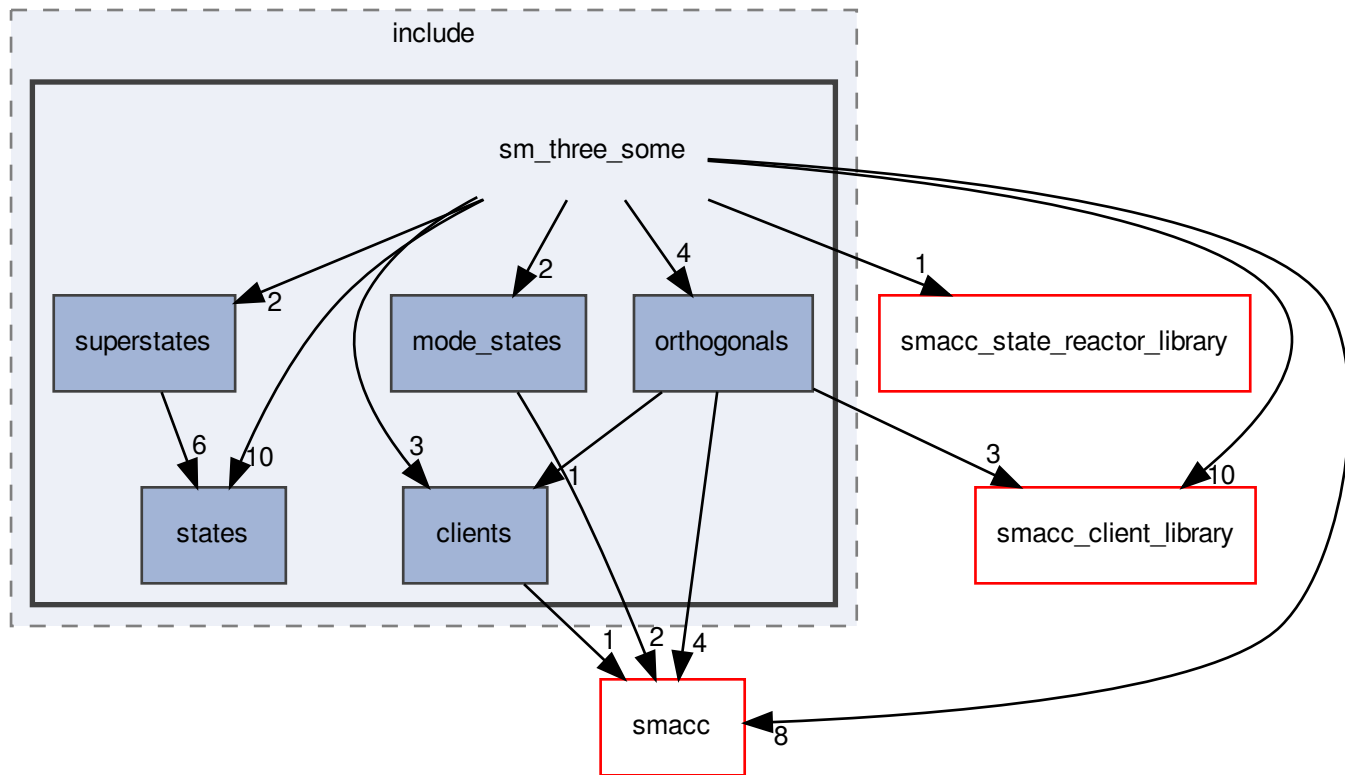 include
sm_three_some
4
2
1
2
superstates
mode_states
orthogonals
smacc_state_reactor_library
6
10
3
1
3
10
states
clients
smacc_client_library
1
2
4
smacc
8